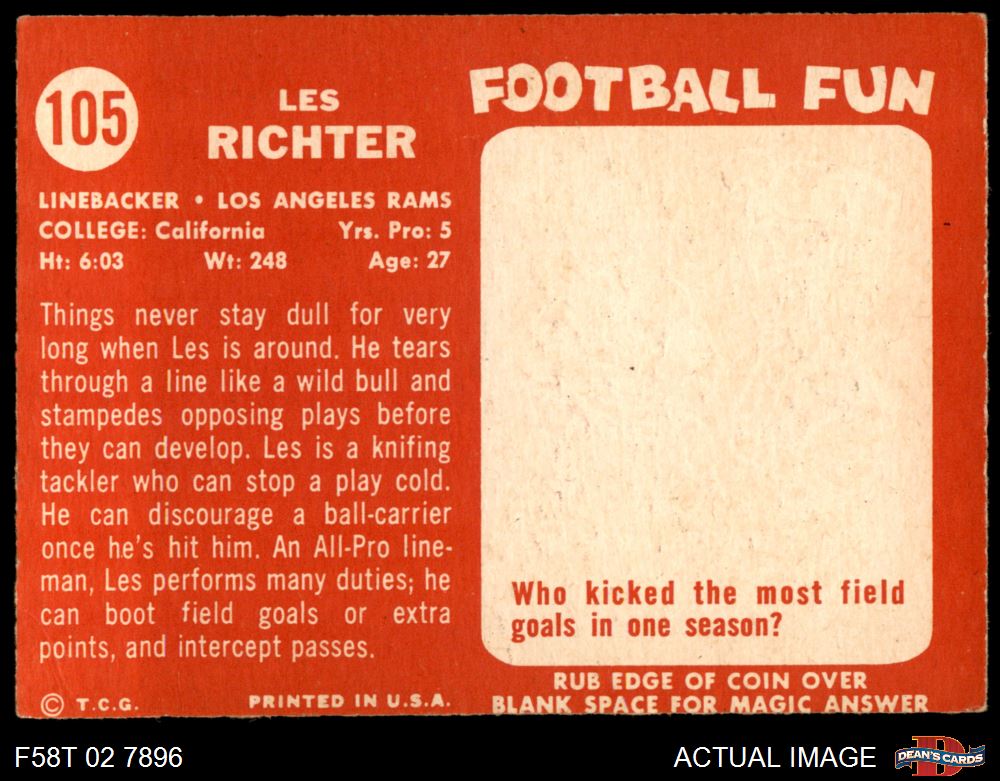 105
LES
RICHTER
LINEBACKER • LOS ANGELES RAMS
COLLEGE: California Yrs. Pro: 5
Ht: 6:03 Wt: 248 Age: 27
Things never stay dull for very
long when Les is around. He tears
through a line like a wild bull and
stampedes opposing plays before
they can develop. Les is a knifing
tackler who can stop a play cold.
He can discourage a ball-carrier
once he's hit him. An All-Pro line-
man, Les performs many duties; he
can boot field goals or extra
points, and intercept passes.
© T.C.G. PRINTED IN U.S.A.
FOOTBALL FUN
Who kicked the most field
goals in one season?
RUB EDGE OF COIN OVER
BLANK SPACE FOR MAGIC ANSWER
F58T 02 7896
ACTUAL IMAGE
DEAN'S CARDS